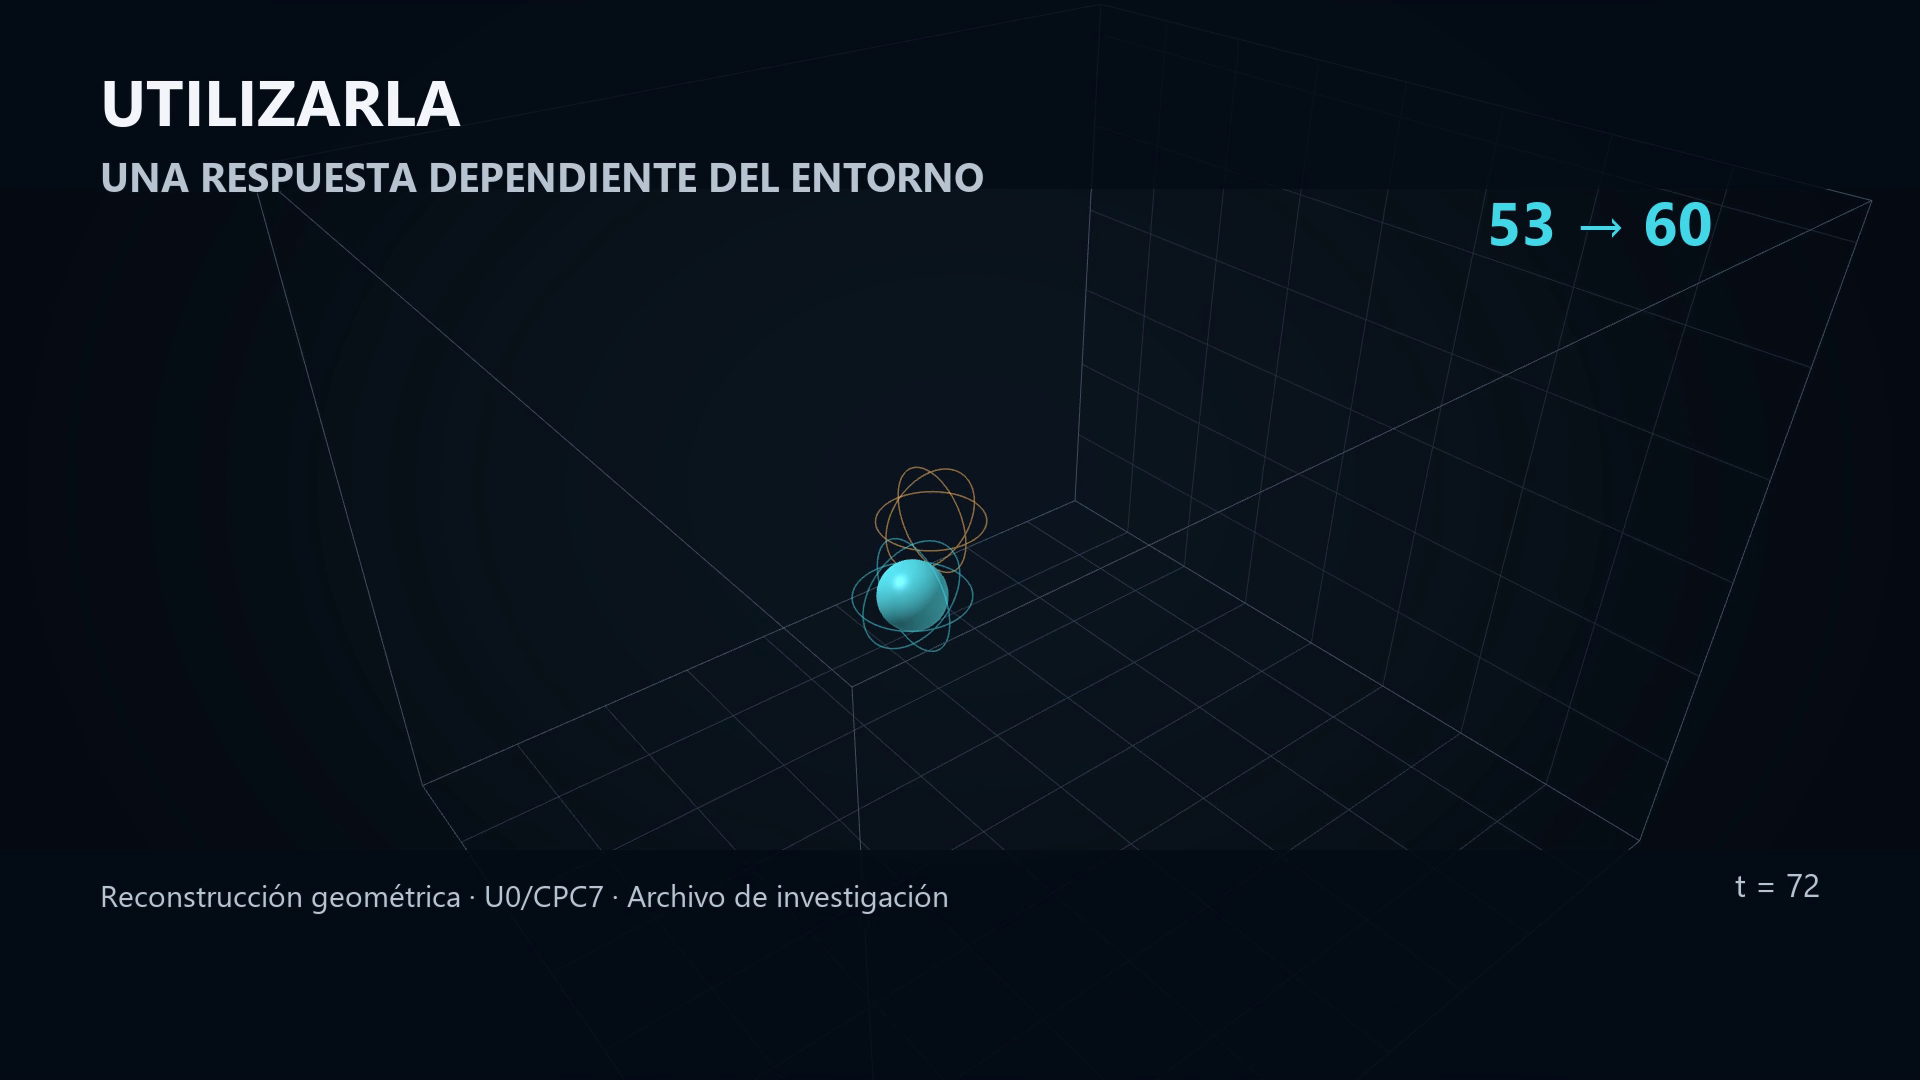 UTILIZARLA
UNA RESPUESTA DEPENDIENTE DEL ENTORNO
53 → 60
Reconstrucción geométrica · U0/CPC7 · Archivo de investigación
t = 72